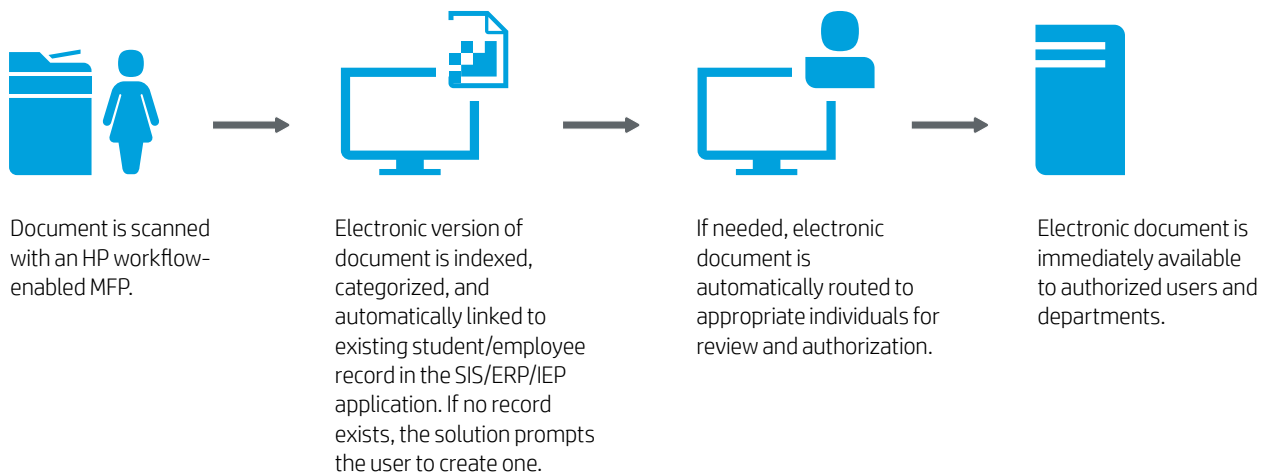 Document is scanned
with an HP workflow-
enabled MFP.
Electronic version of
document is indexed,
categorized, and
automatically linked to
existing student/employee
record in the SIS/ERP/IEP
application. If no record
exists, the solution prompts
the user to create one.
If needed, electronic
document is
automatically routed to
appropriate individuals for
review and authorization.
Electronic document is
immediately available
to authorized users and
departments.